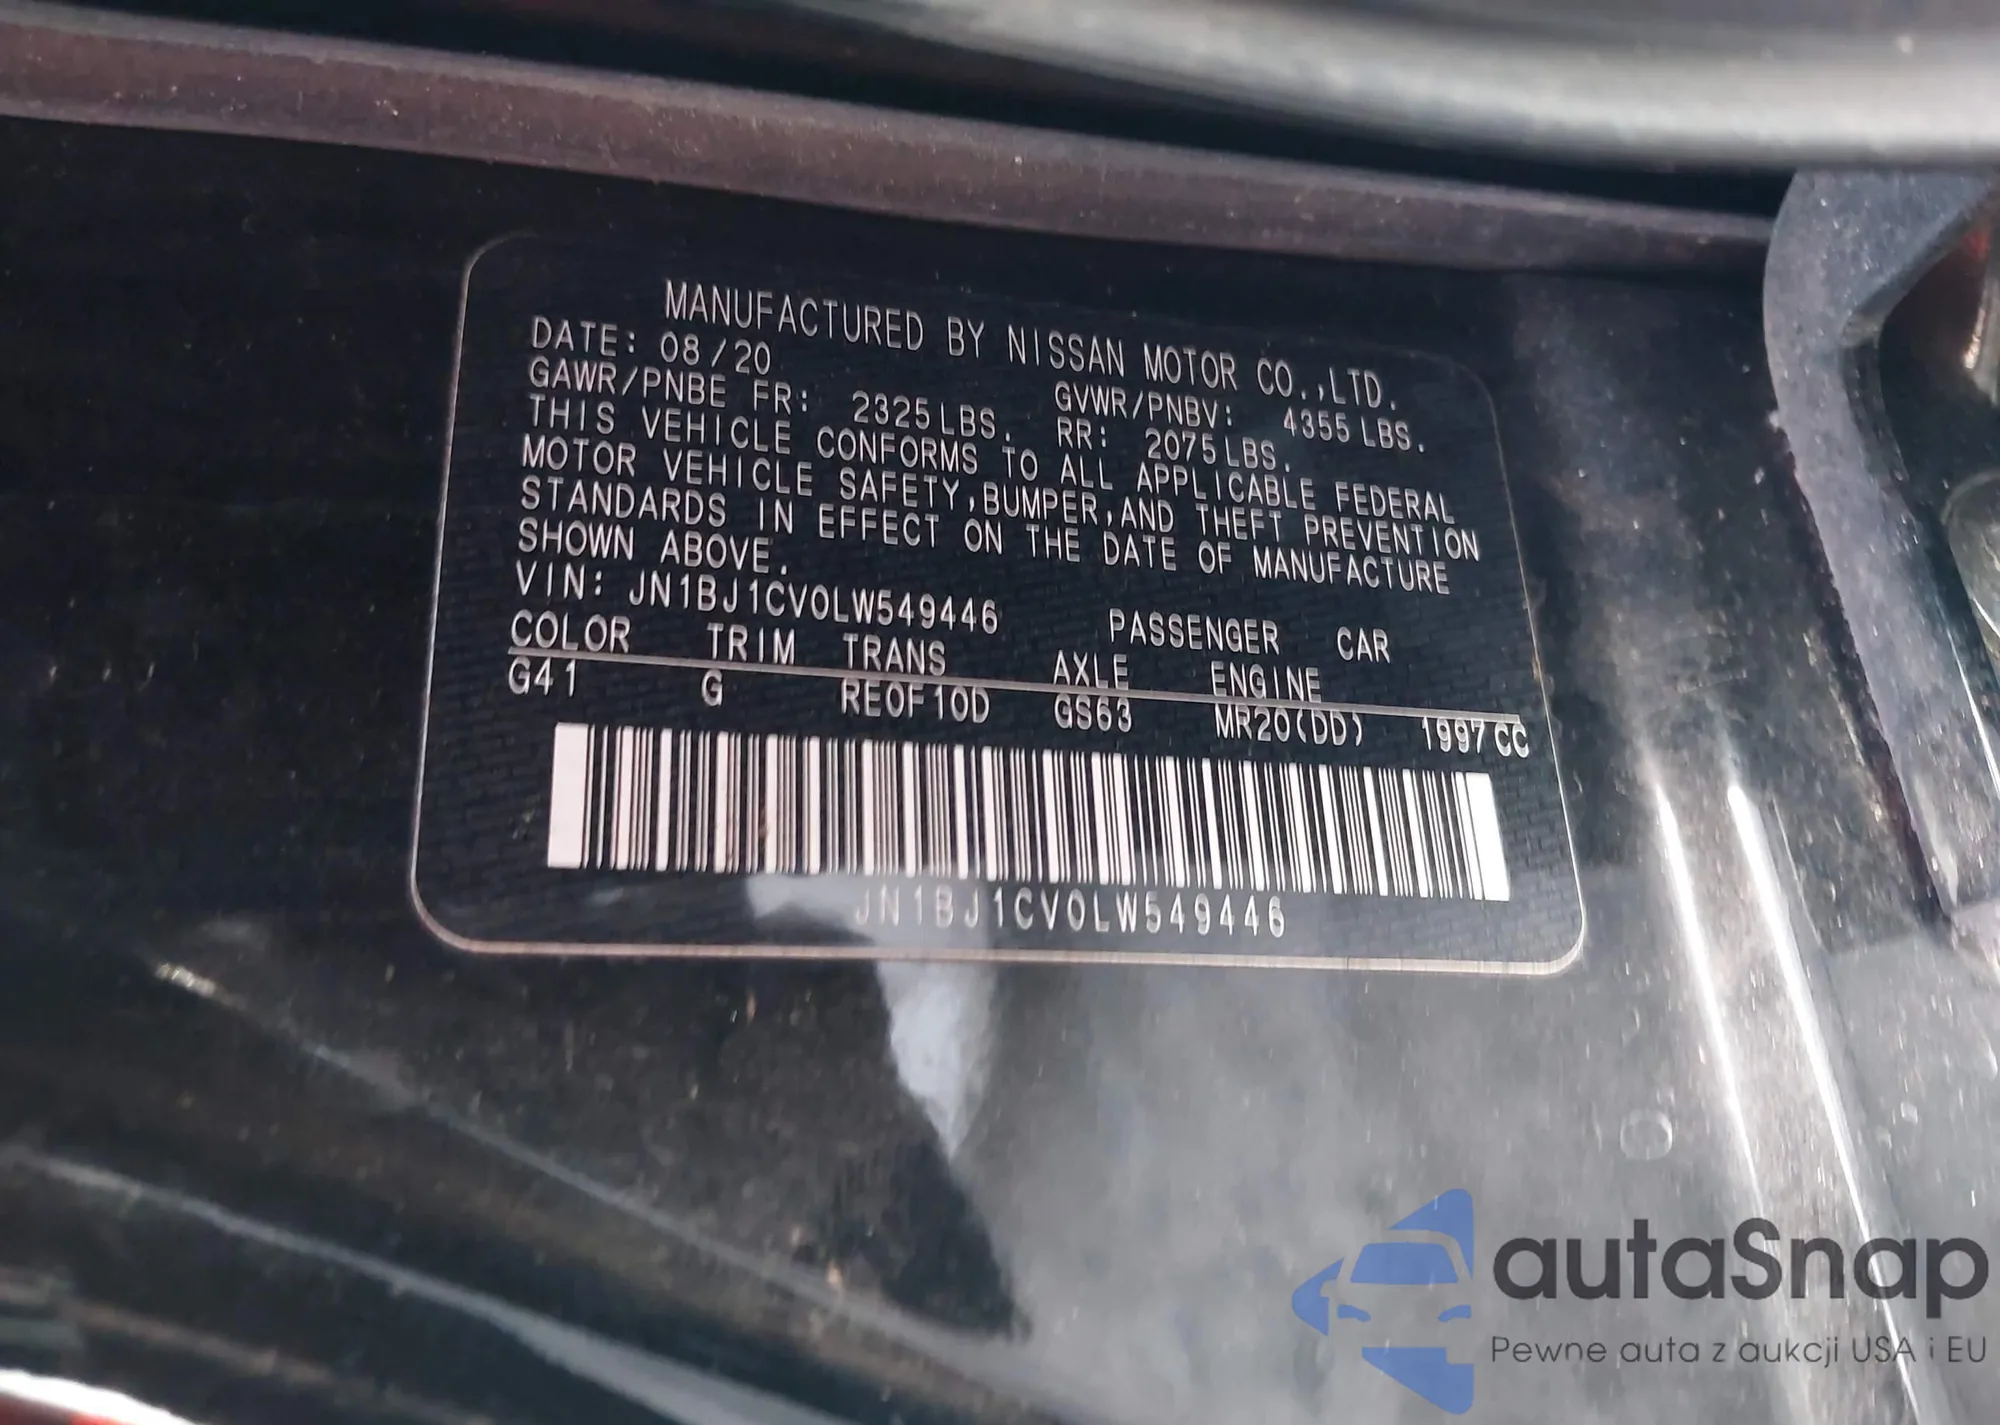 MANUFACTURED BY NISSAN MOTOR CO.,LTD.
DATE: 08/20
GVWR/PNBV: 4355 LBS.
GAWR/PNBE FR: 2325 LBS. RR: 2075 LBS.
THIS VEHICLE CONFORMS TO ALL APPLICABLE FEDERAL
MOTOR VEHICLE SAFETY, BUMPER, AND THEFT PREVENTION
STANDARDS IN EFFECT ON THE DATE OF MANUFACTURE
SHOWN ABOVE.
VIN: JN1BJ1CV0LW549446 PASSENGER CAR
COLOR TRIM TRANS AXLE ENGINE
G41 G RE0F10D GS63 MR20(DD) 1997CC
JN1BJ1CV0LW549446
autaSnap
Pewne auta z aukcji USA i EU